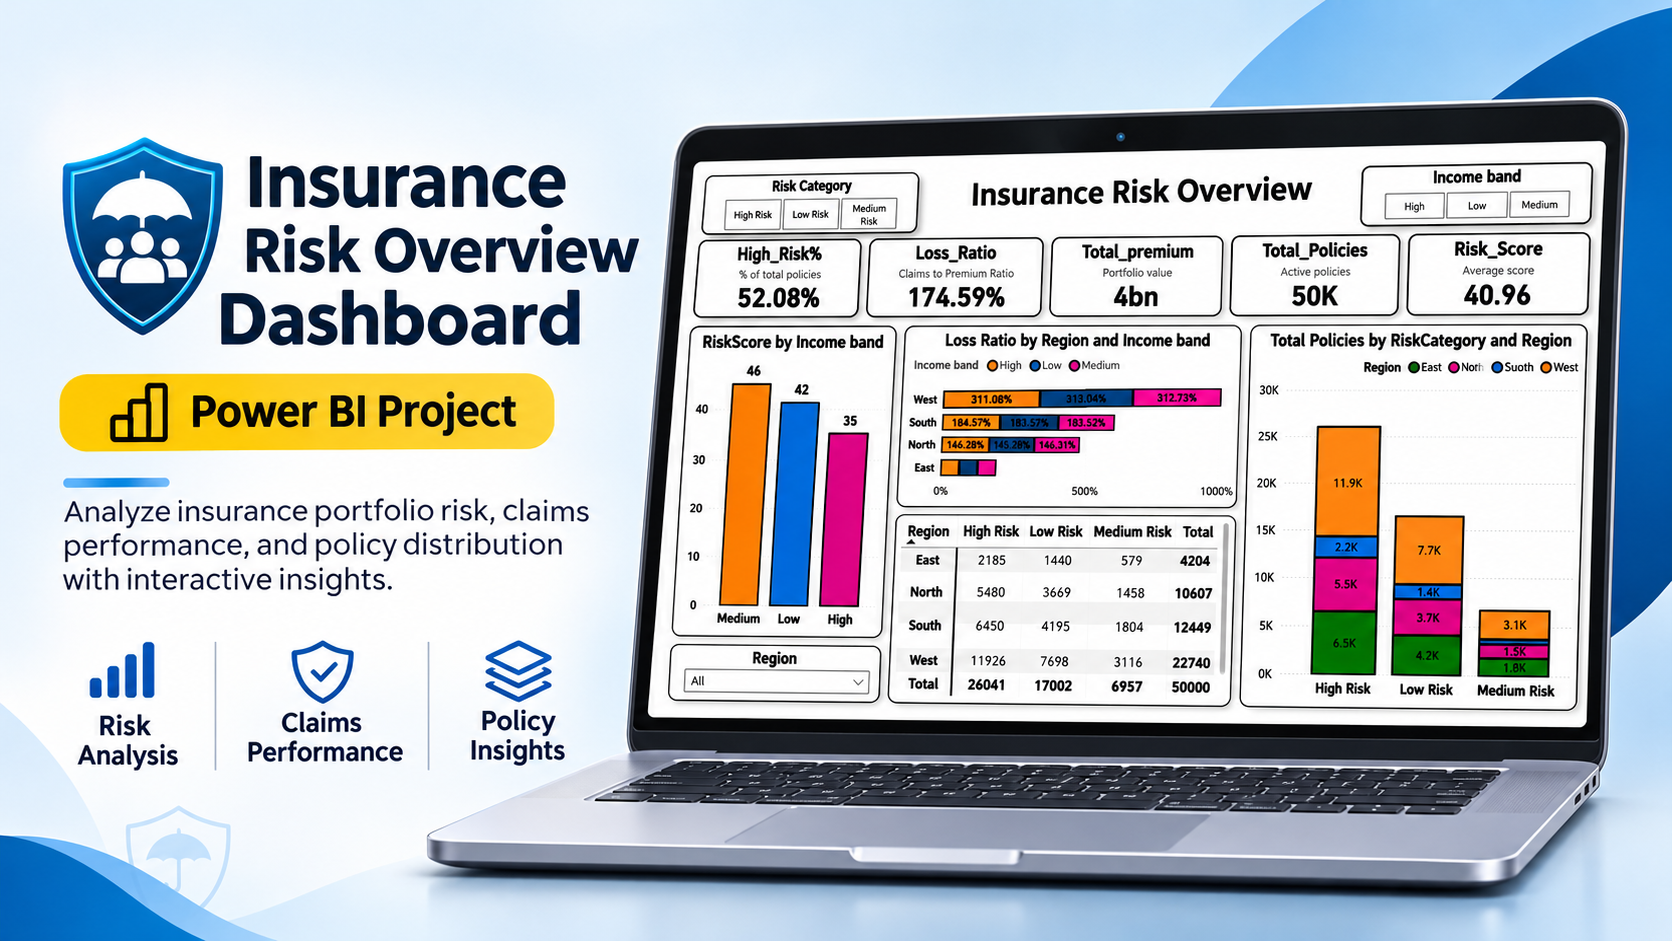 Insurance
Risk Overview
Dashboard
Power BI Project
Analyze insurance portfolio risk, claims
performance, and policy distribution
with interactive insights.
Risk
Analysis
Claims
Performance
Policy
Insights
Risk Category
High Risk
Low Risk
Medium
Risk
Insurance Risk Overview
Income band
High
Low
Medium
High_Risk%
% of total policies
52.08%
Loss_Ratio
Claims to Premium Ratio
174.59%
Total_premium
Portfolio value
4bn
Total_Policies
Active policies
50K
Risk_Score
Average score
40.96
RiskScore by Income band
46
42
35
40
30
20
10
0
Medium Low High
Region
All
Loss Ratio by Region and Income band
Income band High Low Medium
West 311.08% 313.04% 312.73%
South 184.57% 183.57% 183.52%
North 146.28% 145.28% 146.31%
East
0% 500% 1000%
Region High Risk Low Risk Medium Risk Total
East 2185 1440 579 4204
North 5480 3669 1458 10607
South 6450 4195 1804 12449
West 11926 7698 3116 22740
Total 26041 17002 6957 50000
Total Policies by RiskCategory and Region
Region East North Suoth West
30K
25K
20K
15K
10K
5K
0K
11.9K
2.2K
5.5K
6.5K
7.7K
1.4K
3.7K
4.2K
3.1K
1.5K
1.8K
High Risk Low Risk Medium Risk